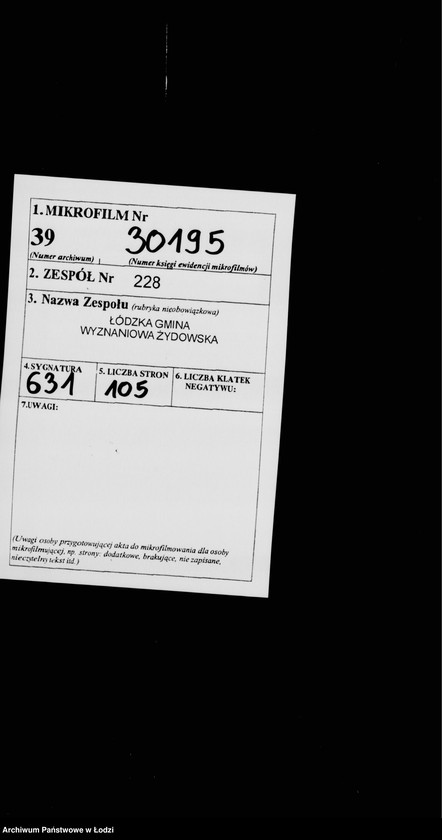 1. MIKROFILM Nr
39 30195
(Numer archiwum) (Numer księgi ewidencji mikrofilmów)
2. ZESPÓŁ Nr 228
3. Nazwa Zespołu (rubryka nieobowiązkowa)
ŁÓDZKA GMINA
WYZNANIOWA ŻYDOWSKA
4. SYGNATURA 5. LICZBA STRON 6. LICZBA KLATEK
631 105 NEGATYWU:
7. UWAGI:
(Uwagi osoby przygotowującej akta do mikrofilmowania dla osoby
mikrofilmującej, np. strony: dodatkowe, brakujące, nie zapisane,
nieczytelny tekst itd.)
Archiwum Państwowe w Łodzi